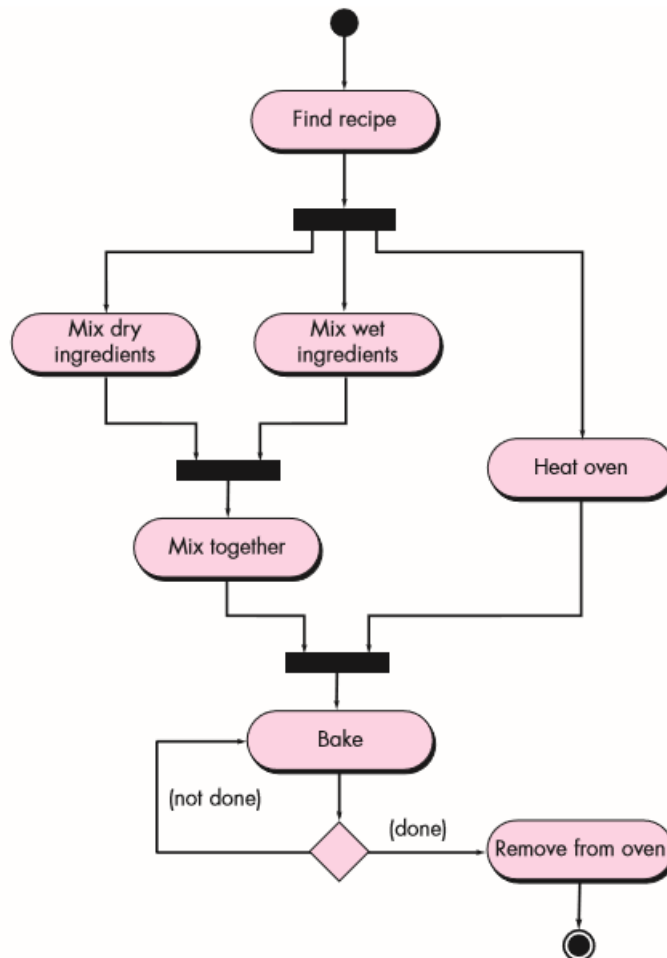 Find recipe
Mix dry
ingredients
Mix wet
ingredients
Heat oven
Mix together
Bake
(not done)
(done)
Remove from oven